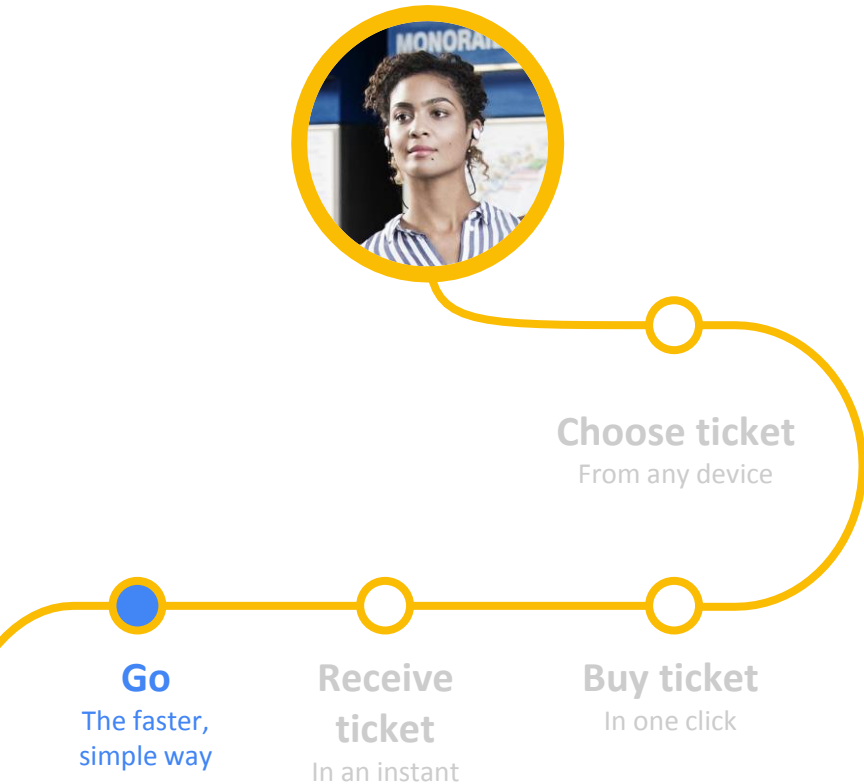 Choose ticket
From any device
Go
The faster,
simple way
Receive
ticket
In an instant
Buy ticket
In one click